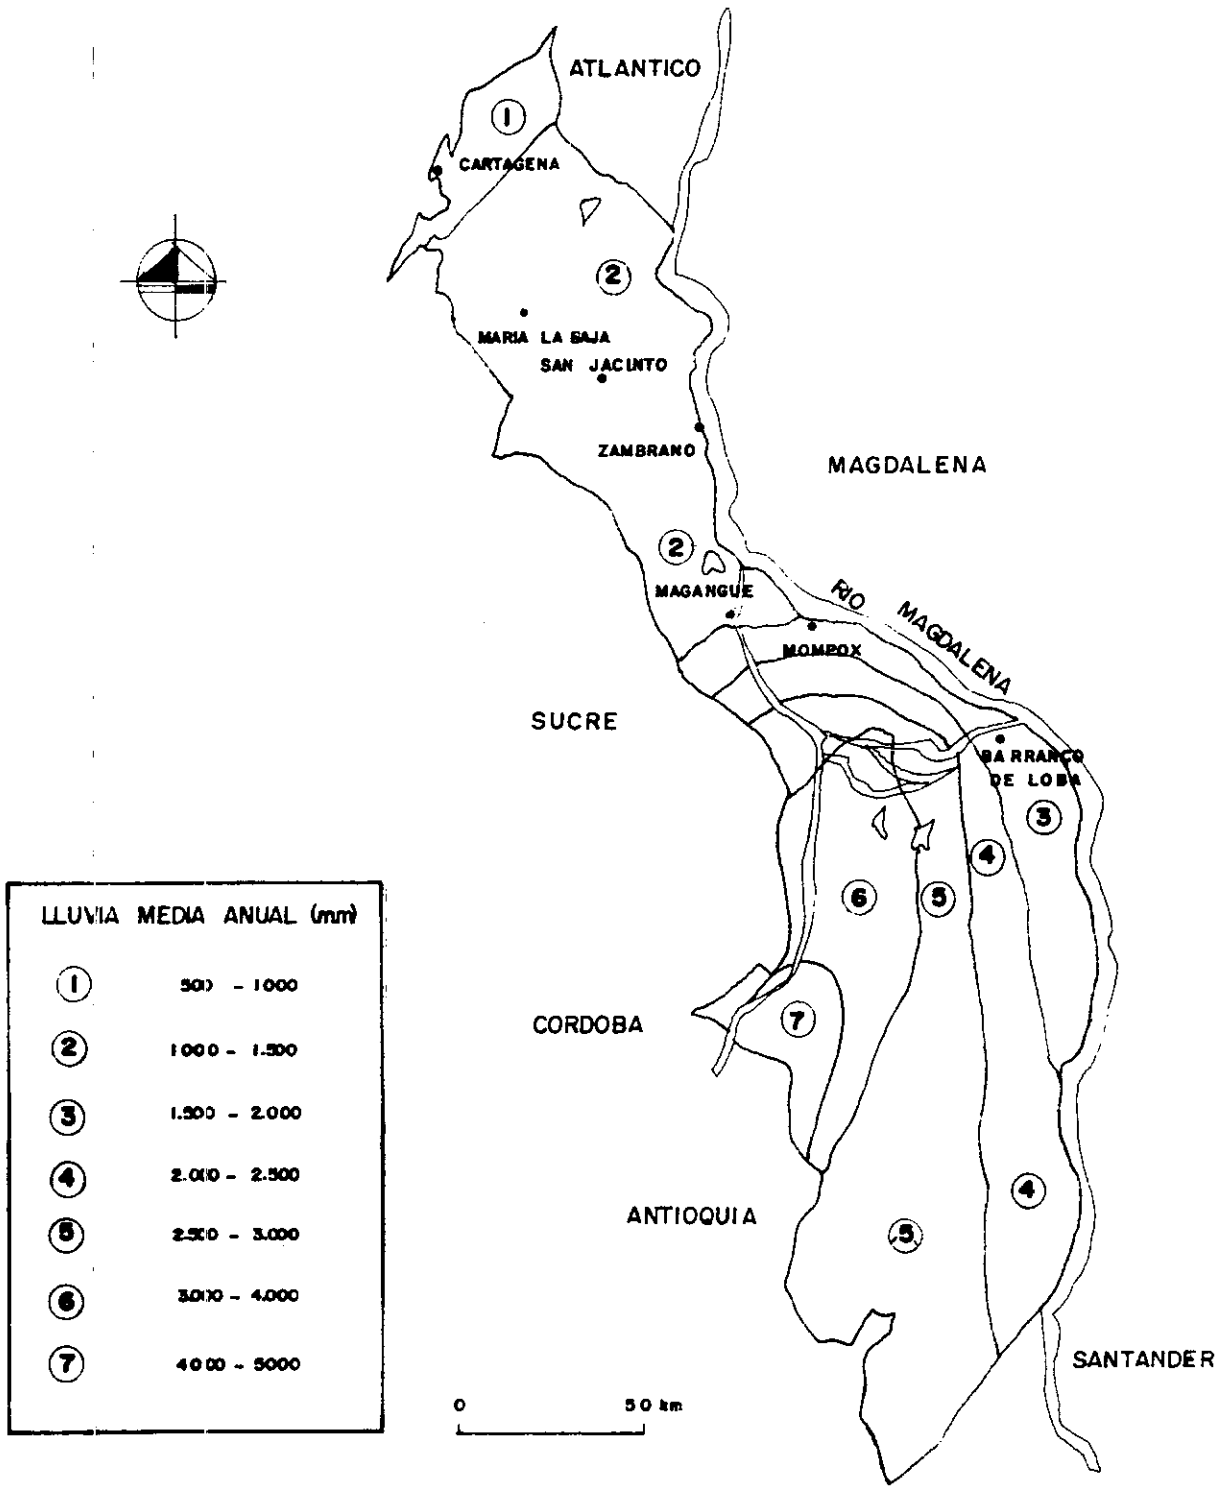 ATLANTICO
1
CARTAGENA
2
MARIA LA BAJA
SAN JACINTO
ZAMBRANO
MAGDALENA
2
MAGANGUE
RIO MAGDALENA
MOMPOX
SUCRE
BARRANCO
DE LOBA
3
4
6
5
7
CORDOBA
4
ANTIOQUIA
5
SANTANDER
LLUVIA MEDIA ANUAL (mm)
1 500 - 1000
2 1000 - 1.500
3 1.500 - 2.000
4 2.000 - 2.500
5 2.500 - 3.000
6 3.000 - 4.000
7 4000 - 5000
0 50 km